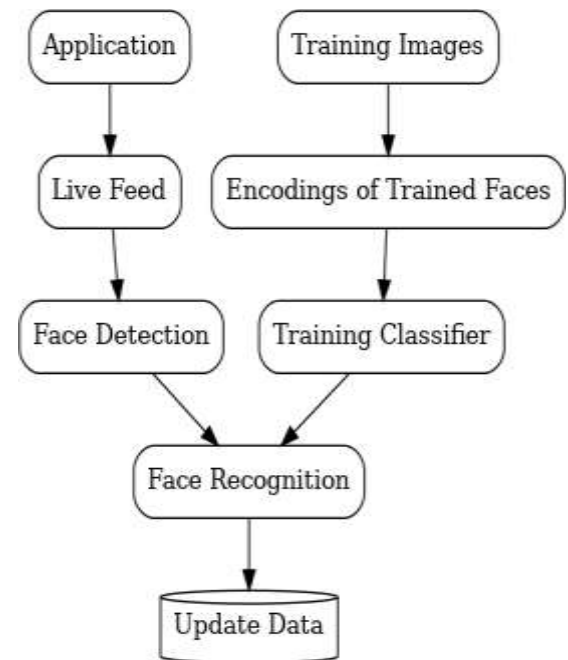 Application
Training Images
Live Feed
Encodings of Trained Faces
Face Detection
Training Classifier
Face Recognition
Update Data